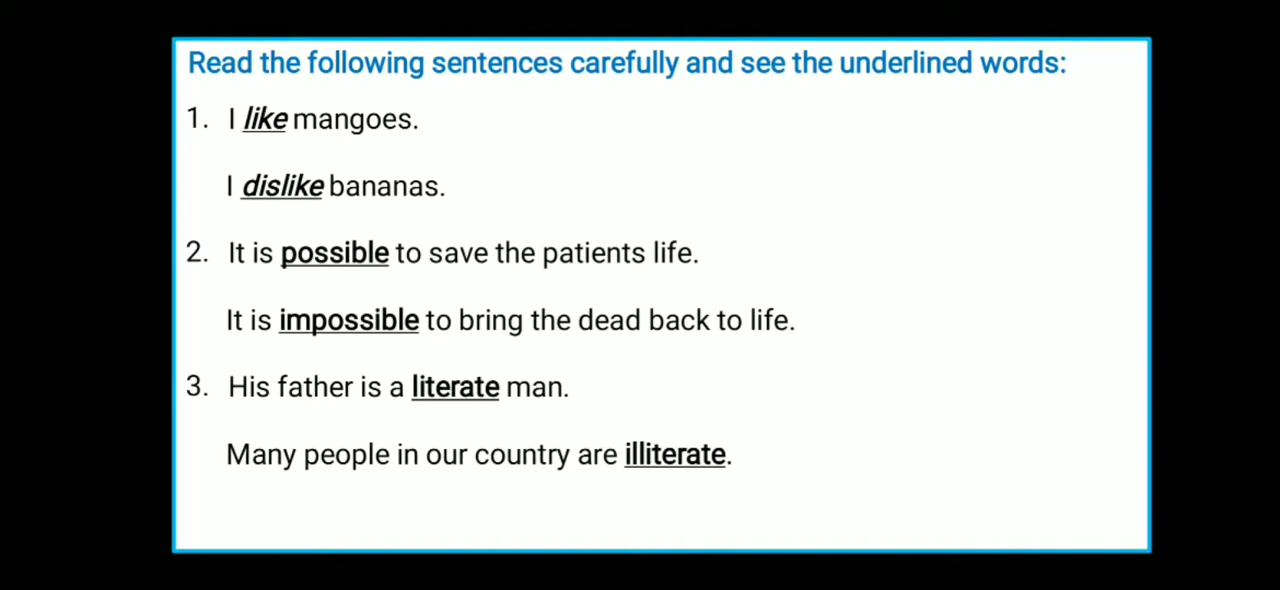 Read the following sentences carefully and see the underlined words:
1. I like mangoes.
I dislike bananas.
2. It is possible to save the patients life.
It is impossible to bring the dead back to life.
3. His father is a literate man.
Many people in our country are illiterate.